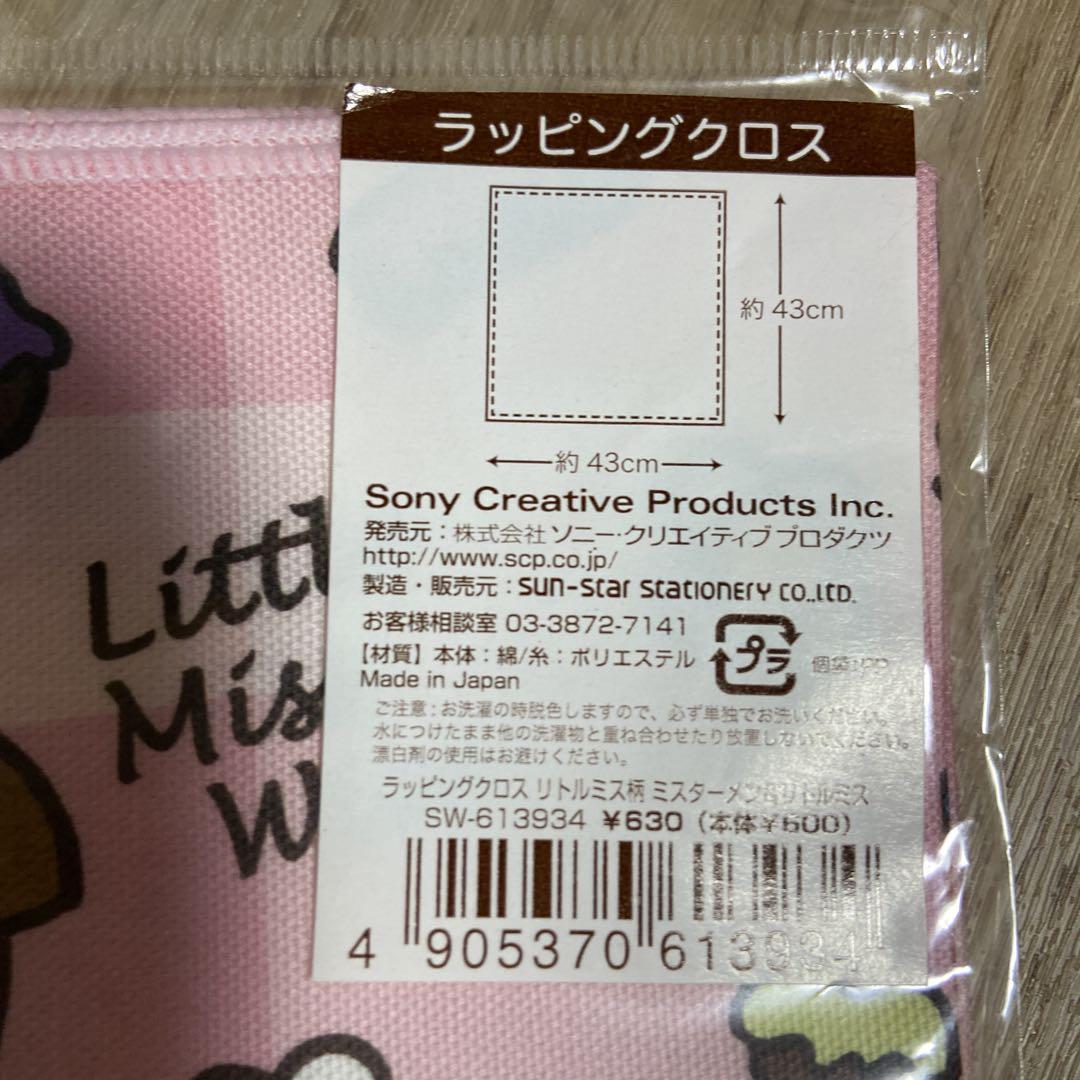 ラッピングクロス
約 43cm
約 43cm
Sony Creative Products Inc.
発売元：株式会社 ソニー・クリエイティブ プロダクツ
http://www.scp.co.jp/
製造・販売元：SUN-STAR STATIONERY CO.,LTD.
お客様相談室 03-3872-7141
【材質】本体：綿/糸：ポリエステル
プラ
個袋:PP
Made in Japan
ご注意：お洗濯の時脱色しますので、必ず単独でお洗いください。
水につけたまま他の洗濯物と重ね合わせたり放置しないでください。
漂白剤の使用はお避けください。
ラッピングクロス リトルミス柄 ミスターメン&リトルミス
SW-613934 ¥630（本体¥600）
4 905370 613934
Little
Mis
W